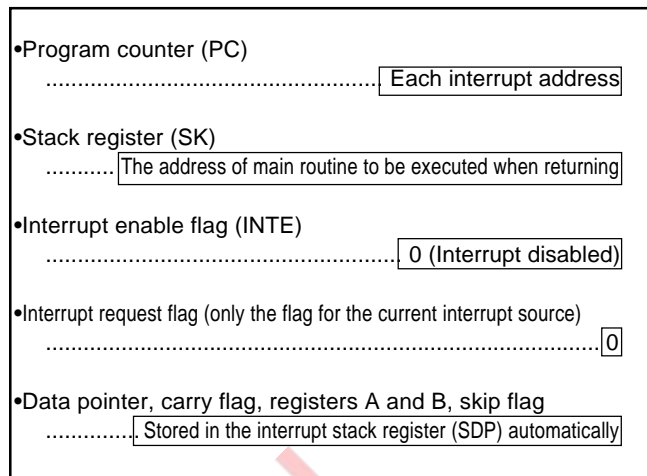 •Program counter (PC)
............................................... Each interrupt address
•Stack register (SK)
........... The address of main routine to be executed when returning
•Interrupt enable flag (INTE)
.................................................. 0 (Interrupt disabled)
•Interrupt request flag (only the flag for the current interrupt source)
.................................................................................... 0
•Data pointer, carry flag, registers A and B, skip flag
.............. Stored in the interrupt stack register (SDP) automatically